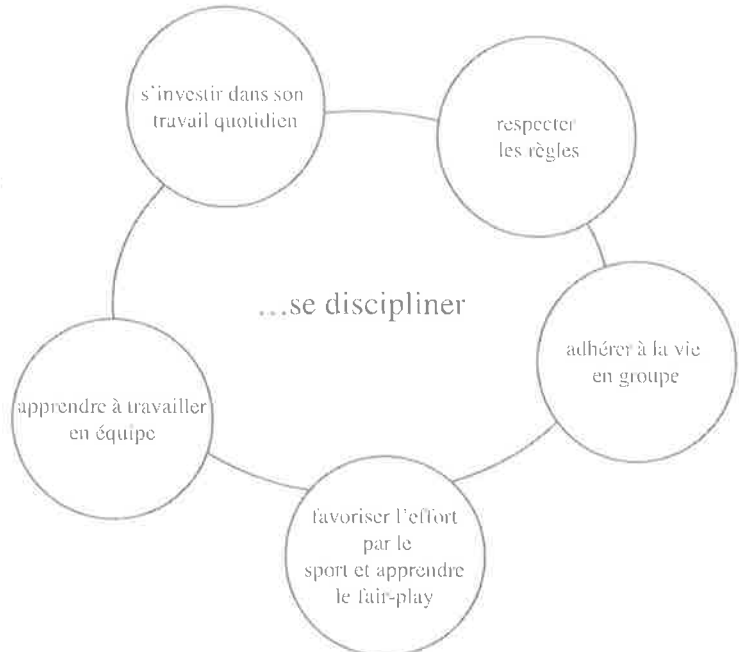 s'investir dans son
travail quotidien
respecter
les règles
...se discipliner
adhérer à la vie
en groupe
apprendre à travailler
en équipe
favoriser l'effort
par le
sport et apprendre
le fair-play